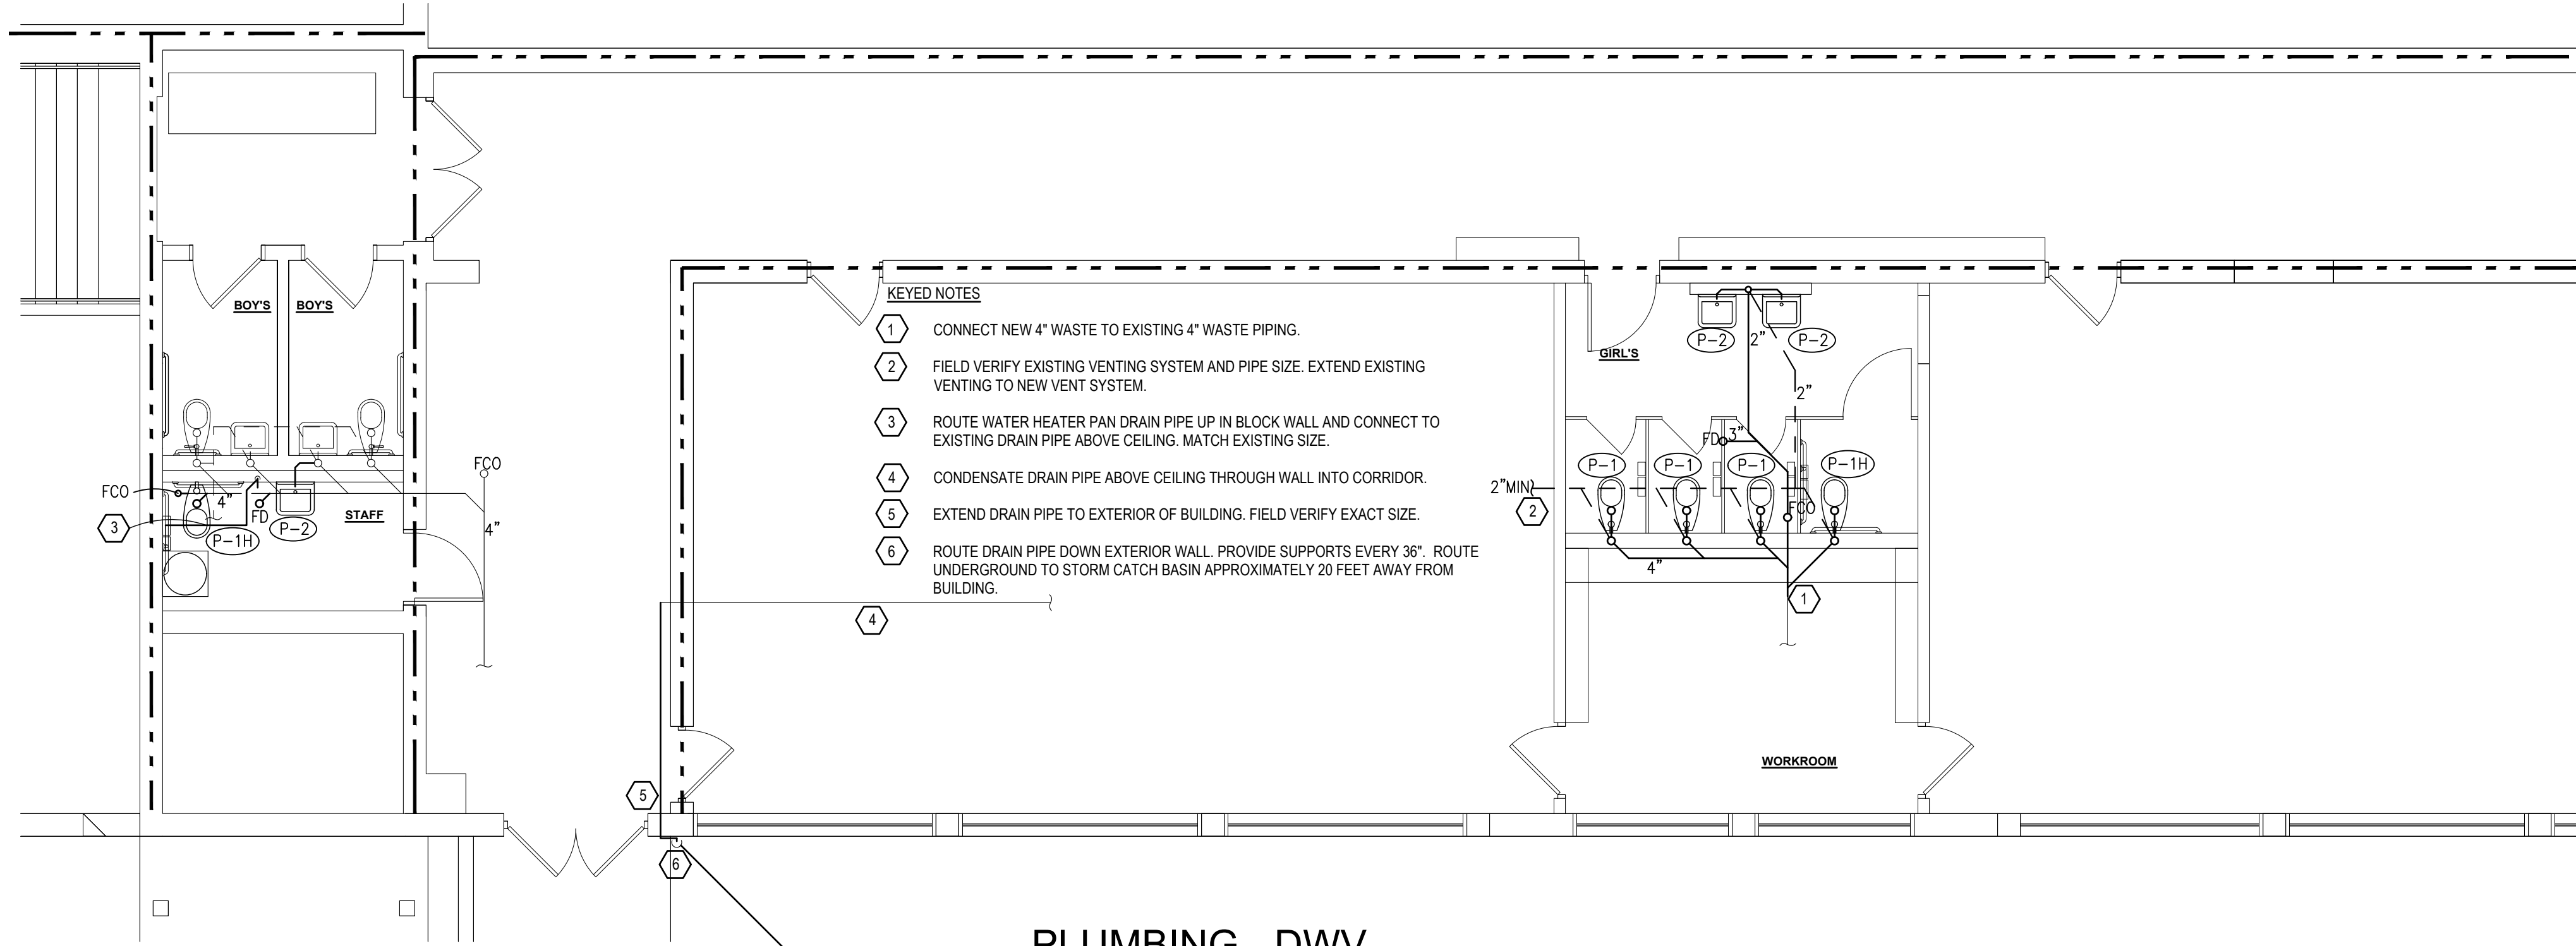 BOY'S
BOY'S
FCO
FCO
4"
FD
STAFF
3
P-1H
P-2
4"
KEYED NOTES
1 CONNECT NEW 4" WASTE TO EXISTING 4" WASTE PIPING.
2 FIELD VERIFY EXISTING VENTING SYSTEM AND PIPE SIZE. EXTEND EXISTING
VENTING TO NEW VENT SYSTEM.
3 ROUTE WATER HEATER PAN DRAIN PIPE UP IN BLOCK WALL AND CONNECT TO
EXISTING DRAIN PIPE ABOVE CEILING. MATCH EXISTING SIZE.
4 CONDENSATE DRAIN PIPE ABOVE CEILING THROUGH WALL INTO CORRIDOR.
5 EXTEND DRAIN PIPE TO EXTERIOR OF BUILDING. FIELD VERIFY EXACT SIZE.
6 ROUTE DRAIN PIPE DOWN EXTERIOR WALL. PROVIDE SUPPORTS EVERY 36". ROUTE
UNDERGROUND TO STORM CATCH BASIN APPROXIMATELY 20 FEET AWAY FROM
BUILDING.
4
5
6
P-2
2"
P-2
GIRL'S
2"
FD
3"
P-1
P-1
P-1
P-1H
2"MIN
2
FCO
4"
1
WORKROOM
PLUMBING - DWV